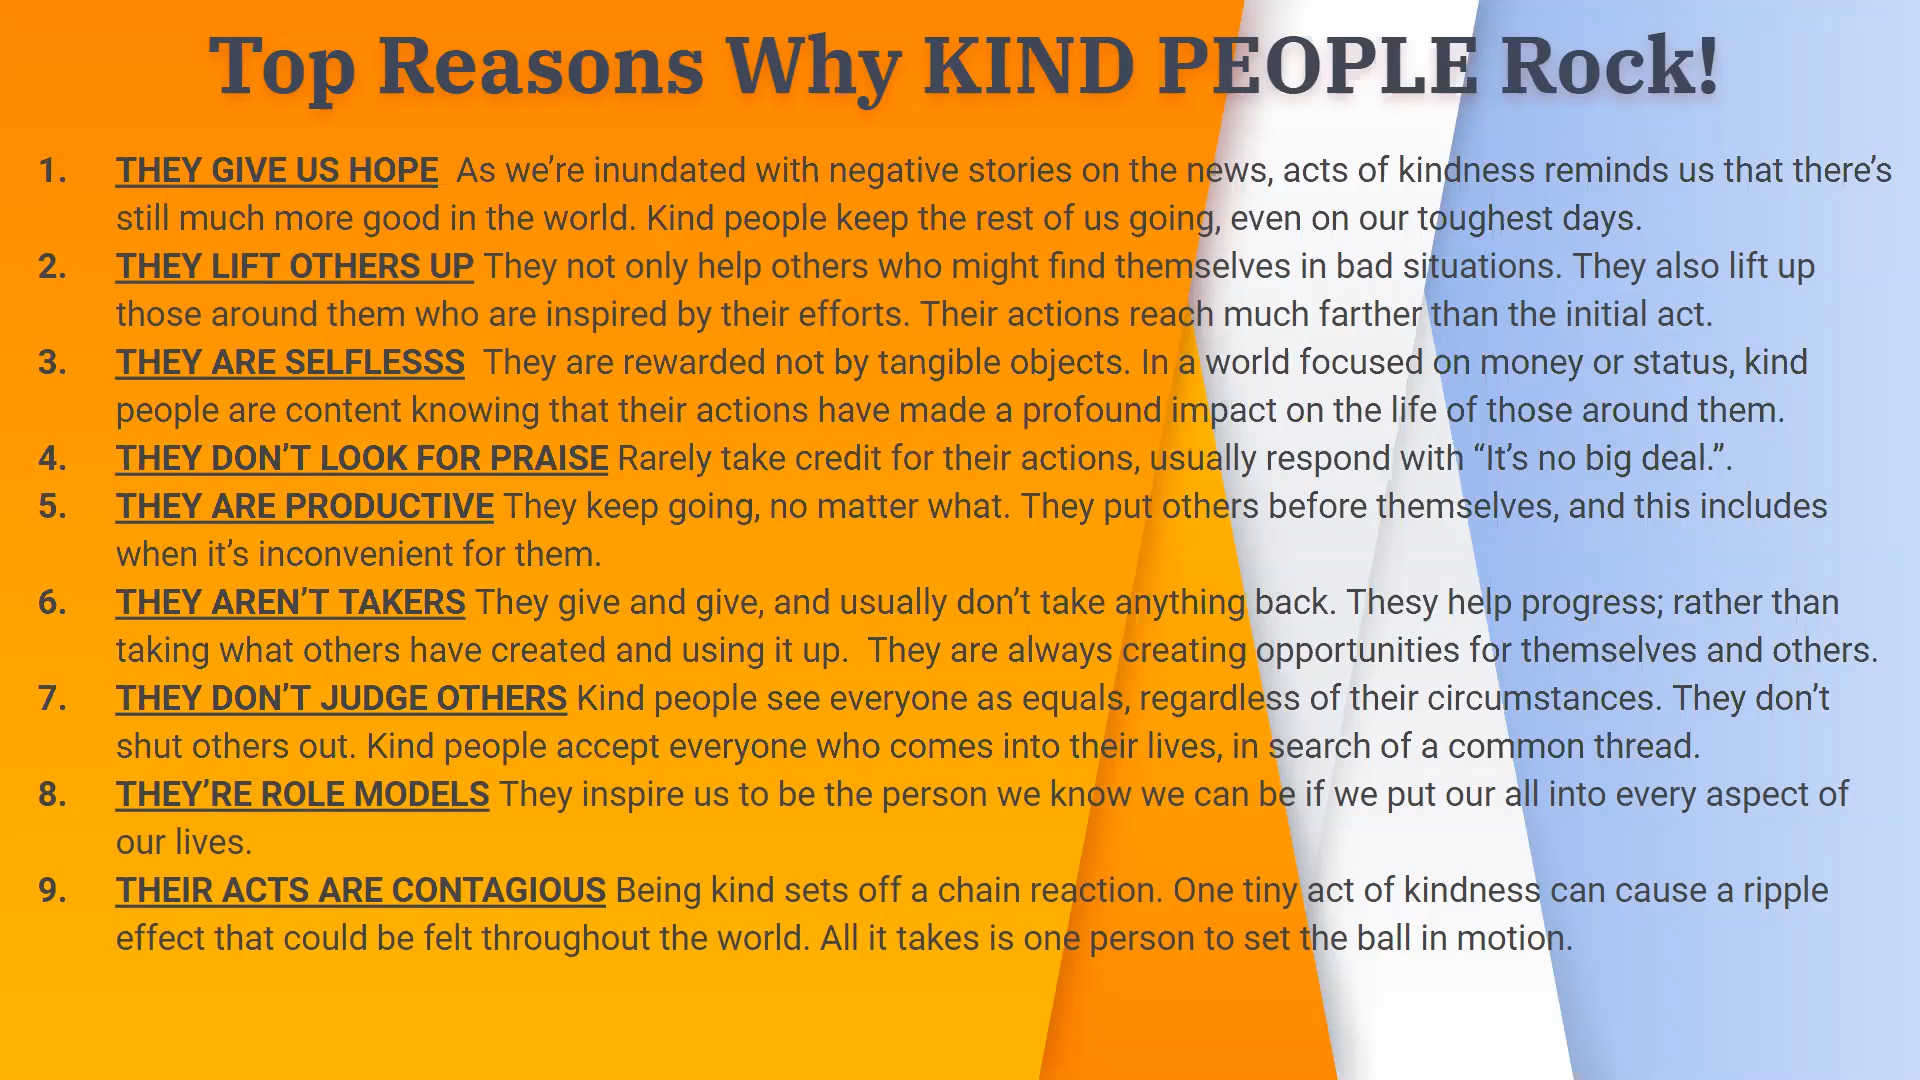 Top Reasons Why KIND PEOPLE Rock!
1. THEY GIVE US HOPE  As we’re inundated with negative stories on the news, acts of kindness reminds us that there’s
still much more good in the world. Kind people keep the rest of us going, even on our toughest days.
2. THEY LIFT OTHERS UP They not only help others who might find themselves in bad situations. They also lift up
those around them who are inspired by their efforts. Their actions reach much farther than the initial act.
3. THEY ARE SELFLESSS  They are rewarded not by tangible objects. In a world focused on money or status, kind
people are content knowing that their actions have made a profound impact on the life of those around them.
4. THEY DON’T LOOK FOR PRAISE Rarely take credit for their actions, usually respond with “It’s no big deal.”.
5. THEY ARE PRODUCTIVE They keep going, no matter what. They put others before themselves, and this includes
when it’s inconvenient for them.
6. THEY AREN’T TAKERS They give and give, and usually don’t take anything back. Thesy help progress; rather than
taking what others have created and using it up.  They are always creating opportunities for themselves and others.
7. THEY DON’T JUDGE OTHERS Kind people see everyone as equals, regardless of their circumstances. They don’t
shut others out. Kind people accept everyone who comes into their lives, in search of a common thread.
8. THEY’RE ROLE MODELS They inspire us to be the person we know we can be if we put our all into every aspect of
our lives.
9. THEIR ACTS ARE CONTAGIOUS Being kind sets off a chain reaction. One tiny act of kindness can cause a ripple
effect that could be felt throughout the world. All it takes is one person to set the ball in motion.